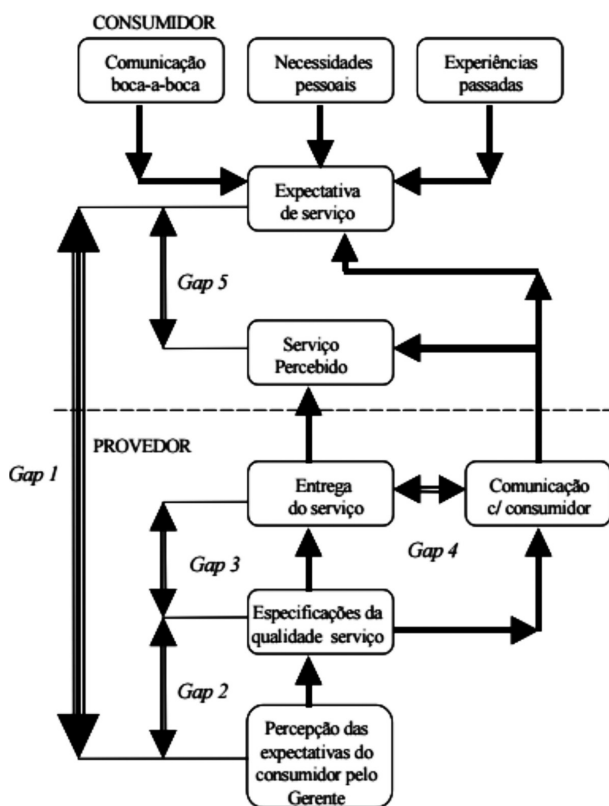 CONSUMIDOR
Comunicação
boca-a-boca
Necessidades
pessoais
Experiências
passadas
Expectativa
de serviço
Gap 5
Serviço
Percebido
PROVEDOR
Gap 1
Entrega
do serviço
Comunicação
c/ consumidor
Gap 4
Gap 3
Especificações da
qualidade serviço
Gap 2
Percepção das
expectativas do
consumidor pelo
Gerente